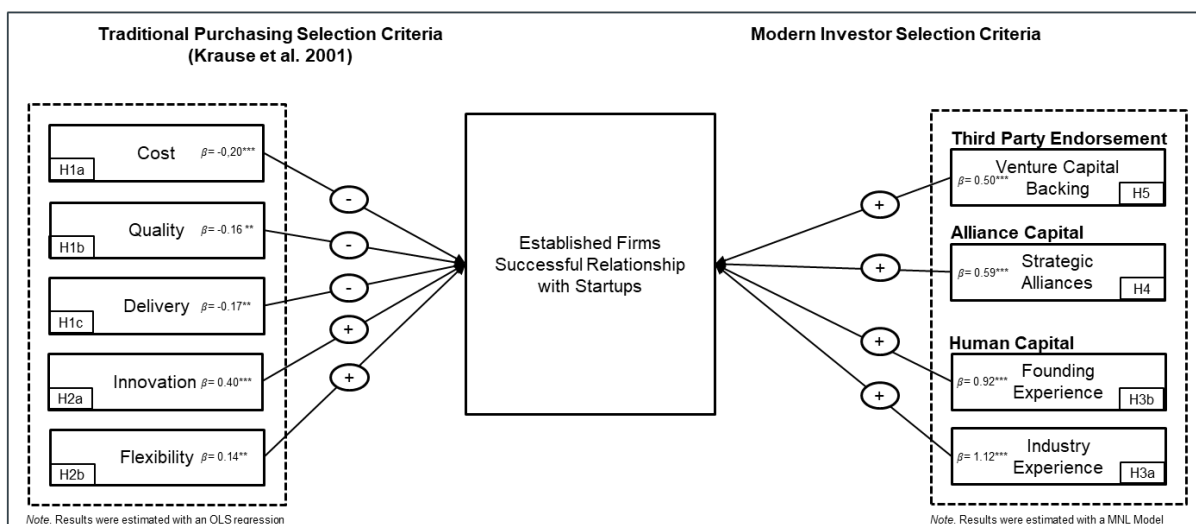 Traditional Purchasing Selection Criteria
(Krause et al. 2001)
Modern Investor Selection Criteria
Cost β= -0,20***
H1a
Quality β= -0.16 **
H1b
Delivery β= -0.17**
H1c
Innovation β= 0.40***
H2a
Flexibility β= 0.14**
H2b
Note. Results were estimated with an OLS regression
-
-
-
+
+
Established Firms
Successful Relationship
with Startups
+
+
+
+
Third Party Endorsement
β= 0.50*** Venture Capital
Backing
H5
Alliance Capital
β= 0.59*** Strategic
Alliances
H4
Human Capital
β= 0.92*** Founding
Experience
H3b
β= 1.12*** Industry
Experience
H3a
Note. Results were estimated with a MNL Model